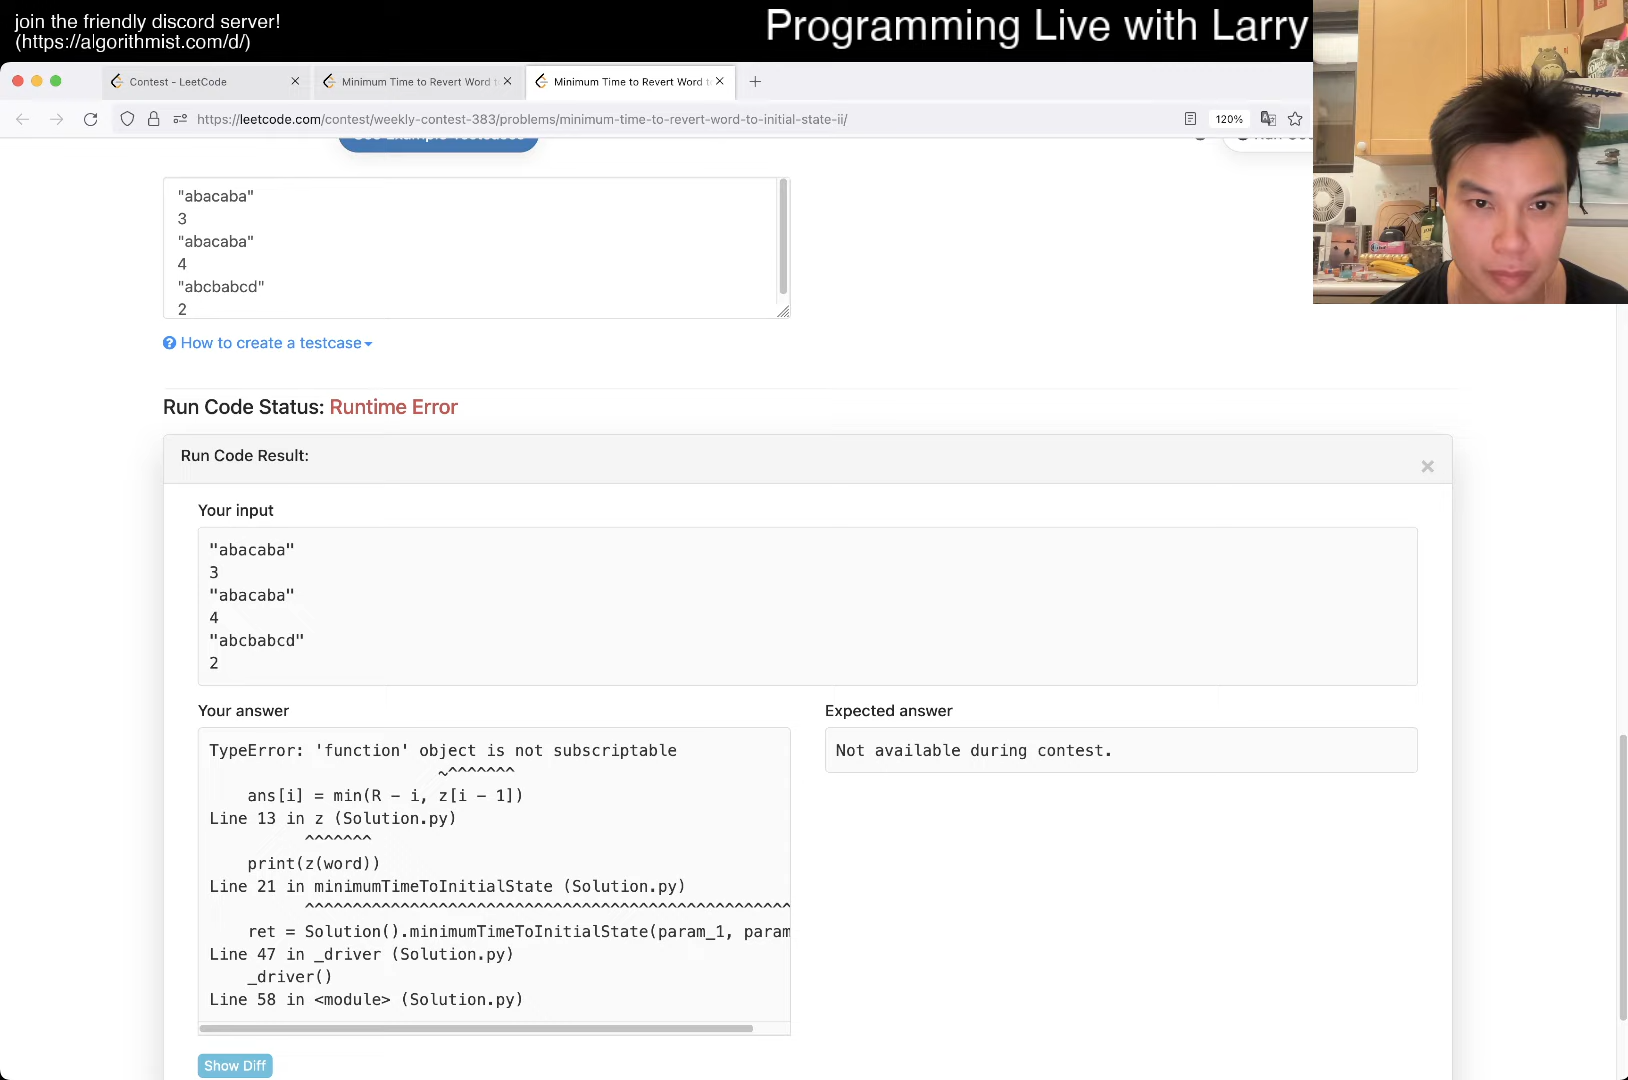 join the friendly discord server!
(https://algorithmist.com/d/)
Programming Live with Larry
Contest - LeetCode
Minimum Time to Revert Word
Minimum Time to Revert Word
https://leetcode.com/contest/weekly-contest-383/problems/minimum-time-to-revert-word-to-initial-state-ii/
120%
"abacaba"
3
"abacaba"
4
"abcbabcd"
2
How to create a testcase
Run Code Status: Runtime Error
Run Code Result:
×
Your input
"abacaba"
3
"abacaba"
4
"abcbabcd"
2
Your answer
Expected answer
TypeError: 'function' object is not subscriptable
~^^^^^^^
ans[i] = min(R - i, z[i - 1])
Line 13 in z (Solution.py)
^^^^^^^
print(z(word))
Line 21 in minimumTimeToInitialState (Solution.py)
^^^^^^^^^^^^^^^^^^^^^^^^^^^^^^^^^^^^^^^^^^^^^^^^^^^
ret = Solution().minimumTimeToInitialState(param_1, param
Line 47 in _driver (Solution.py)
_driver()
Line 58 in <module> (Solution.py)
Not available during contest.
Show Diff